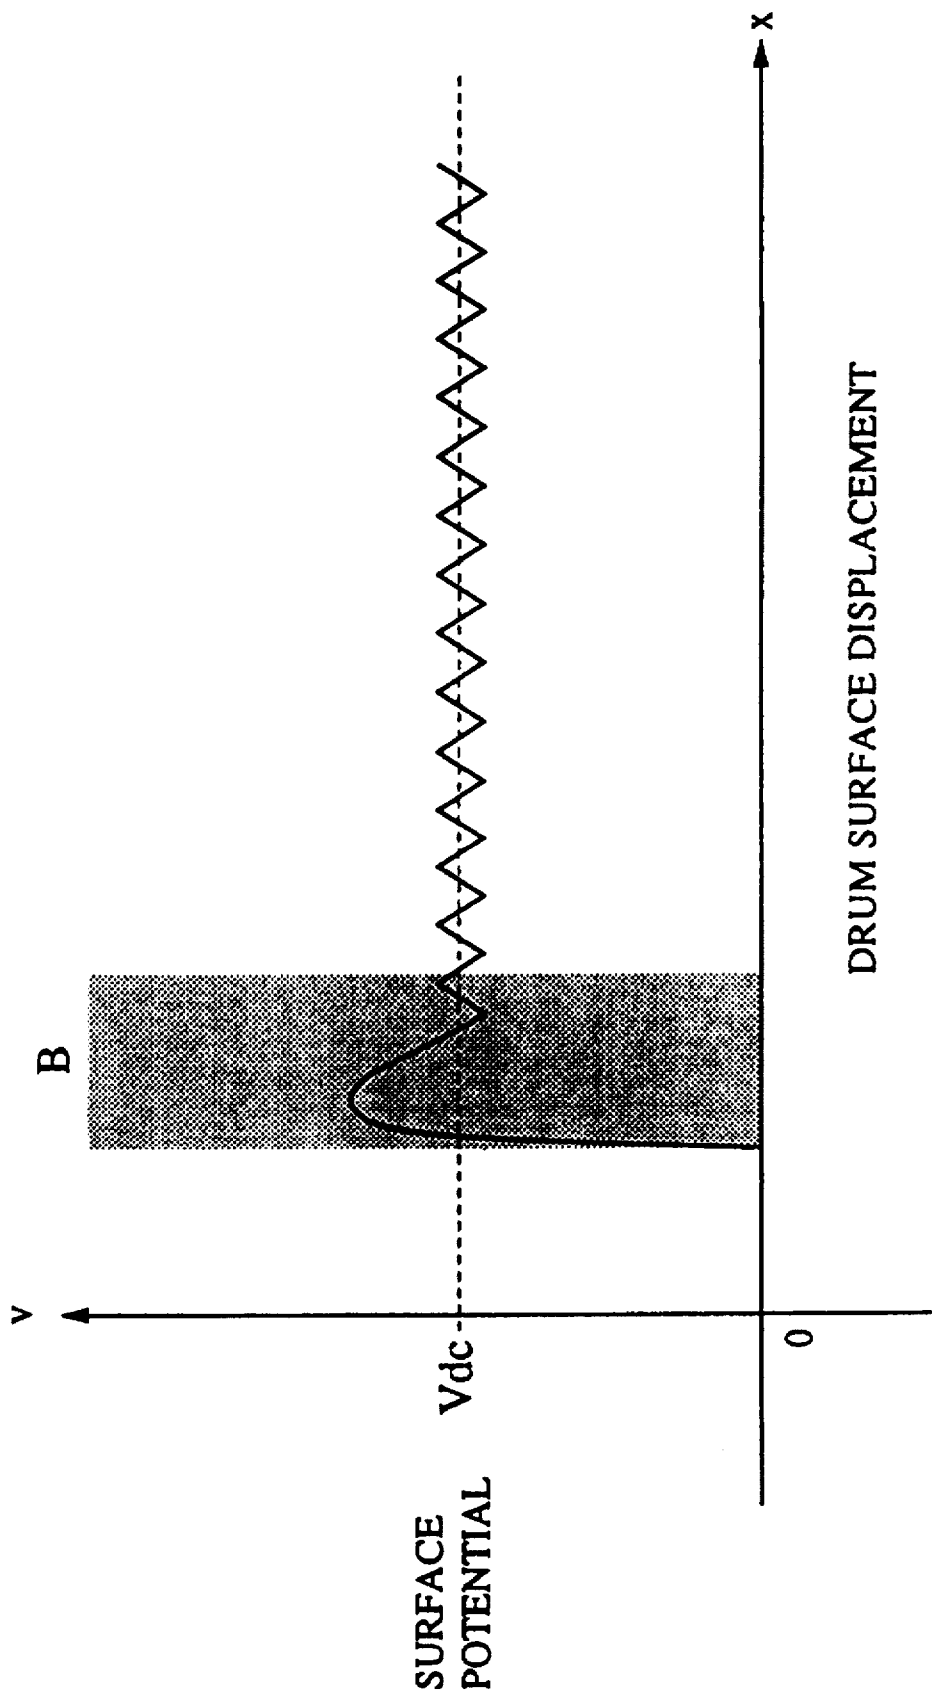 B
v
SURFACE
POTENTIAL
Vdc
0
x
DRUM SURFACE DISPLACEMENT